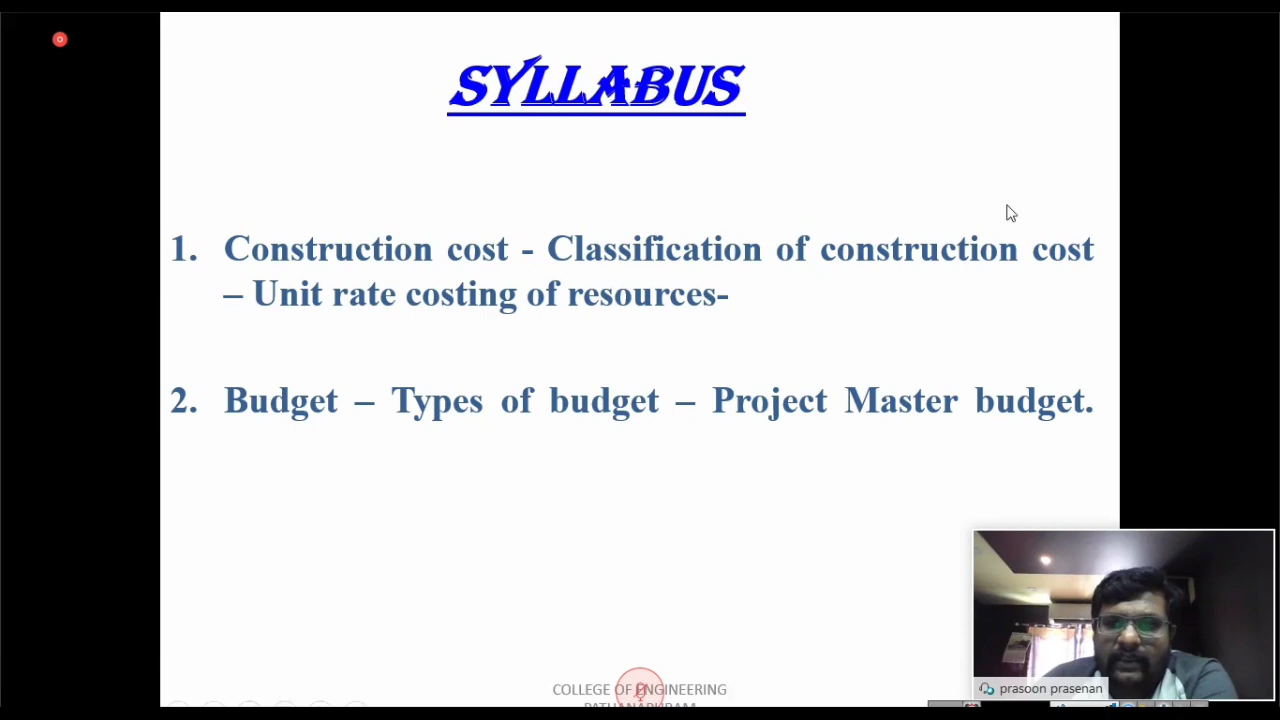 SYLLABUS
1. Construction cost - Classification of construction cost
– Unit rate costing of resources-
2. Budget – Types of budget – Project Master budget.
COLLEGE OF ENGINEERING
PATHANAPURAM
prasoon prasenan